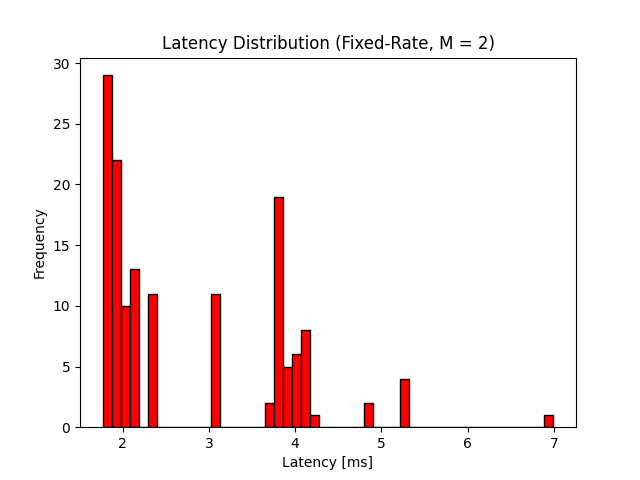 Latency Distribution (Fixed-Rate, M = 2)
30
25
20
15
10
5
0
Frequency
2 3 4 5 6 7
Latency [ms]